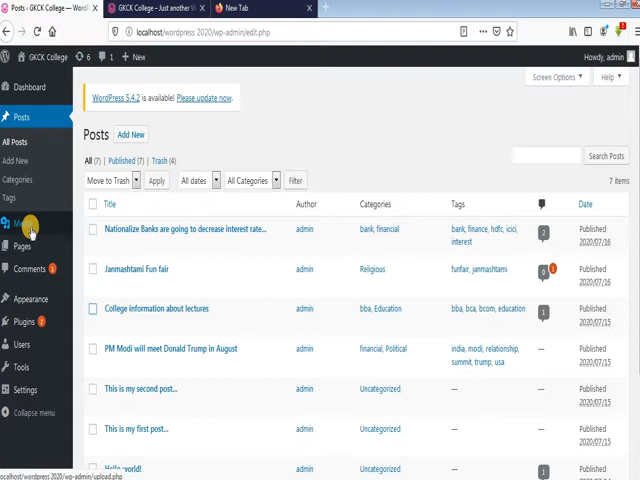 Posts ‹ GKCK College — WordP
GKCK College – Just another W
New Tab
localhost/wordpress 2020/wp-admin/edit.php
GKCK College
6
1
New
Howdy, admin
Dashboard
Screen Options
Help
WordPress 5.4.2 is available! Please update now.
Posts
Posts
Add New
All Posts
Add New
Categories
Tags
Pages
Comments 1
Appearance
Plugins 2
Users
Tools
Settings
Collapse menu
All (7) | Published (7) | Trash (4)
Search Posts
Move to Trash
Apply
All dates
All Categories
Filter
7 items
Title
Author
Categories
Tags
Date
Nationalize Banks are going to decrease interest rate...
admin
bank, financial
bank, finance, hdfc, icici, interest
2
Published
2020/07/16
Janmashtami Fun fair
admin
Religious
funfair, janmashtami
0
1
Published
2020/07/16
College information about lectures
admin
bba, Education
bba, bca, bcom, education
1
Published
2020/07/15
PM Modi will meet Donald Trump in August
admin
financial, Political
india, modi, relationship, summit, trump, usa
—
Published
2020/07/15
This is my second post...
admin
Uncategorized
—
—
Published
2020/07/15
This is my first post...
admin
Uncategorized
—
—
Published
2020/07/15
Hello world!
admin
Uncategorized
—
1
Published
ocalhost/wordpress 2020/wp-admin/upload.php